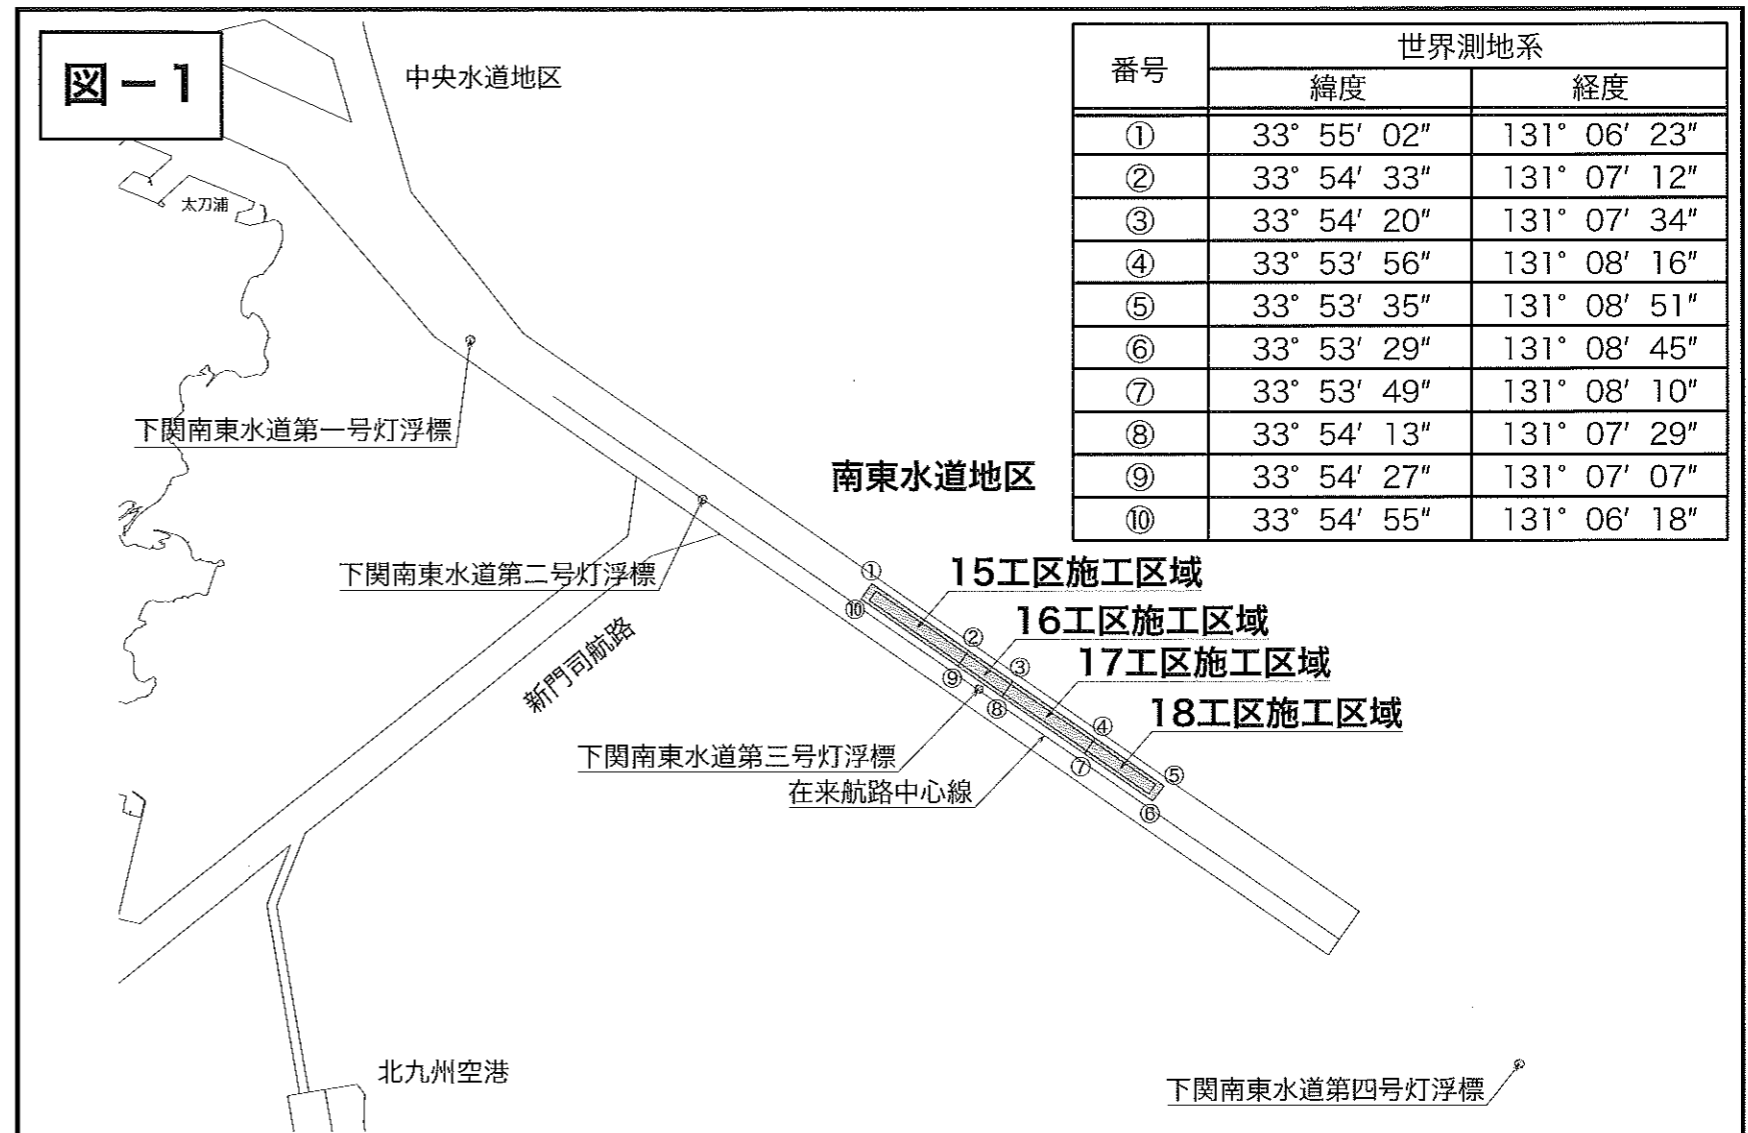 図－1
中央水道地区
太刀浦
番号
世界測地系
緯度 経度
① 33° 55′ 02″ 131° 06′ 23″
② 33° 54′ 33″ 131° 07′ 12″
③ 33° 54′ 20″ 131° 07′ 34″
④ 33° 53′ 56″ 131° 08′ 16″
⑤ 33° 53′ 35″ 131° 08′ 51″
⑥ 33° 53′ 29″ 131° 08′ 45″
⑦ 33° 53′ 49″ 131° 08′ 10″
⑧ 33° 54′ 13″ 131° 07′ 29″
⑨ 33° 54′ 27″ 131° 07′ 07″
⑩ 33° 54′ 55″ 131° 06′ 18″
下関南東水道第一号灯浮標
南東水道地区
下関南東水道第二号灯浮標
①
15工区施工区域
⑩
16工区施工区域
②
新門司航路
17工区施工区域
③
⑨
⑧
18工区施工区域
④
下関南東水道第三号灯浮標
⑦
⑤
在来航路中心線
⑥
北九州空港
下関南東水道第四号灯浮標